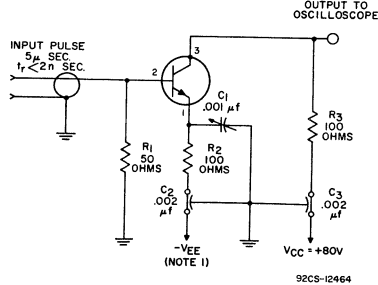 OUTPUT TO
OSCILLOSCOPE
INPUT PULSE
5μ SEC.
tr < 2n SEC.
3
2
1
C1
.001 μf
R1
50
OHMS
R2
100
OHMS
R3
100
OHMS
C2
.002
μf
C3
.002
μf
-VEE
(NOTE 1)
VCC = +80V
92CS-12464